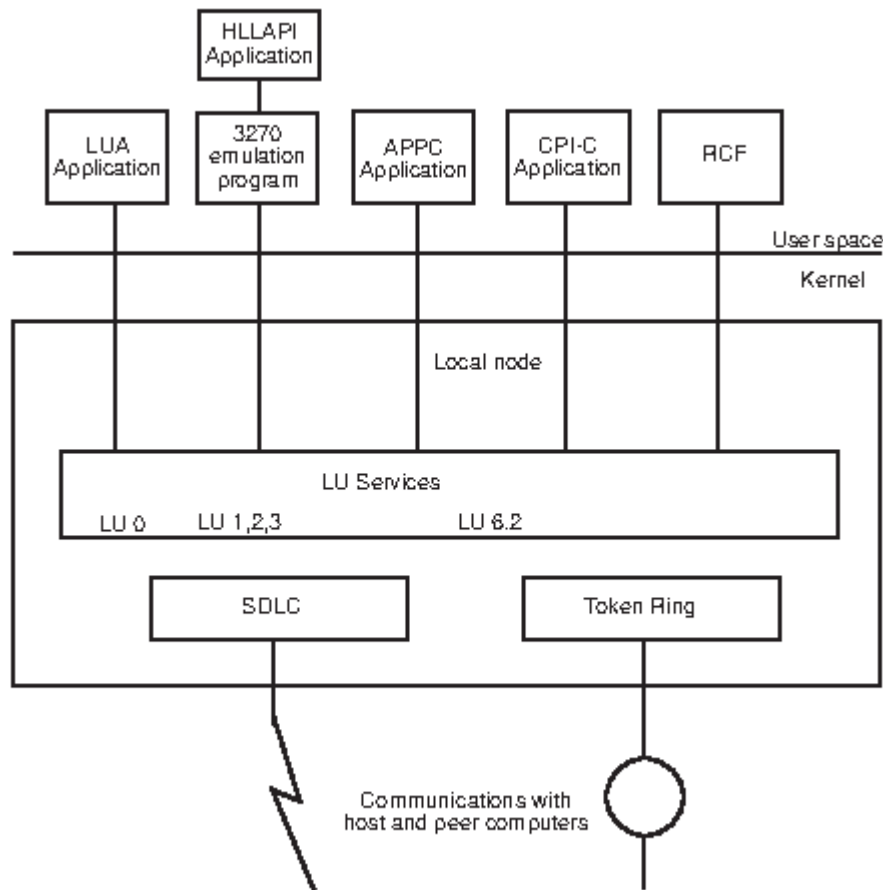 HLLAPI
Application
LUA
Application
3270
emulation
program
APPC
Application
CPI-C
Application
RCF
User space
Kernel
Local node
LU Services
LU 0
LU 1,2,3
LU 6.2
SDLC
Token Ring
Communications with
host and peer computers